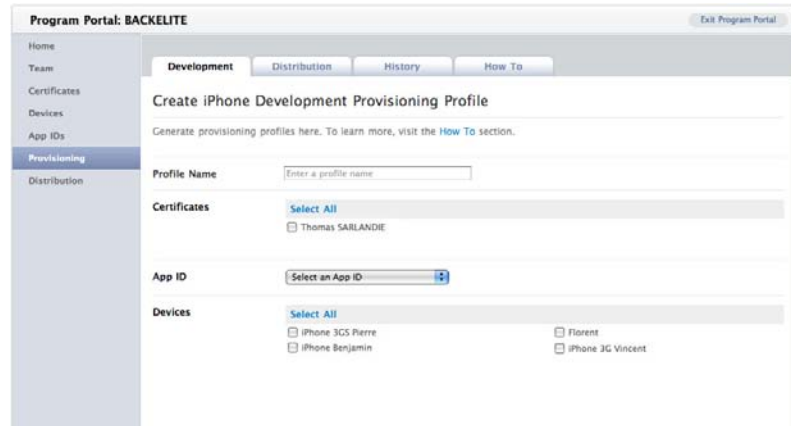 Program Portal: BACKELITE
Exit Program Portal
Home
Team
Certificates
Devices
App IDs
Provisioning
Distribution
Development
Distribution
History
How To
Create iPhone Development Provisioning Profile
Generate provisioning profiles here. To learn more, visit the How To section.
Profile Name
Enter a profile name
Certificates
Select All
Thomas SARLANDIE
App ID
Select an App ID
Devices
Select All
iPhone 3GS Pierre
Florent
iPhone Benjamin
iPhone 3G Vincent